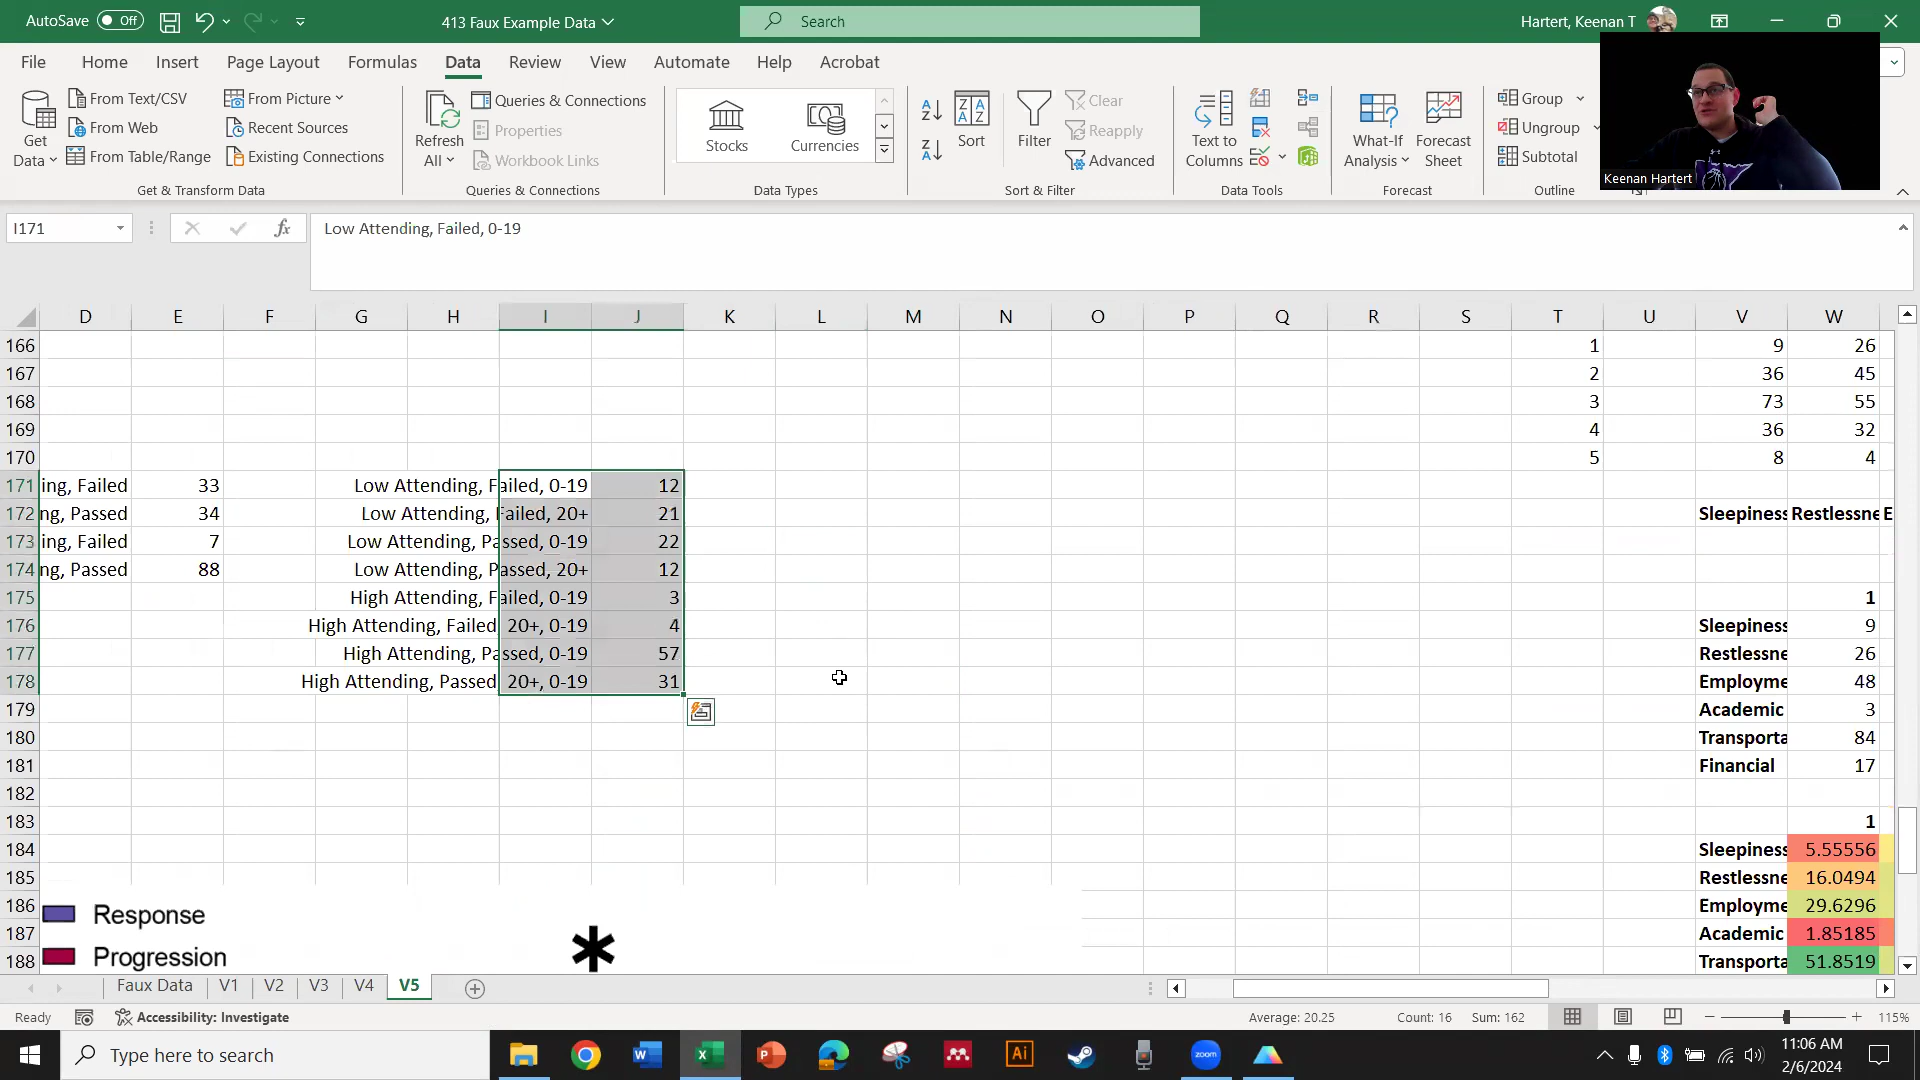 AutoSave Off 413 Faux Example Data Search Hartert, Keenan T
File Home Insert Page Layout Formulas Data Review View Automate Help Acrobat
Get Data From Text/CSV From Web From Table/Range From Picture Recent Sources Existing Connections
Get & Transform Data
Refresh All Queries & Connections Properties Workbook Links
Queries & Connections
Stocks Currencies
Data Types
Sort Filter Clear Reapply Advanced
Sort & Filter
Text to Columns
Data Tools
What-If Analysis Forecast Sheet
Forecast
Group Ungroup Subtotal
Outline
Keenan Hartert
I171 fx Low Attending, Failed, 0-19
D E F G H I J K L M N O P Q R S T U V W
166 1 9 26
167 2 36 45
168 3 73 55
169 4 36 32
170 5 8 4
171 ing, Failed 33 Low Attending, Failed, 0-19 12
172 ng, Passed 34 Low Attending, Failed, 20+ 21 Sleepiness Restlessne E
173 ing, Failed 7 Low Attending, Passed, 0-19 22
174 ng, Passed 88 Low Attending, Passed, 20+ 12
175 High Attending, Failed, 0-19 3 1
176 High Attending, Failed 20+, 0-19 4 Sleepiness 9
177 High Attending, Passed, 0-19 57 Restlessne 26
178 High Attending, Passed 20+, 0-19 31 Employme 48
179 Academic 3
180 Transporta 84
181 Financial 17
182
183 1
184 Sleepiness 5.55556
185 Restlessne 16.0494
186 Employme 29.6296
187 Academic 1.85185
188 Transporta 51.8519
Response
Progression
*
Faux Data V1 V2 V3 V4 V5
Ready Accessibility: Investigate Average: 20.25 Count: 16 Sum: 162 115%
Type here to search
zoom
11:06 AM
2/6/2024